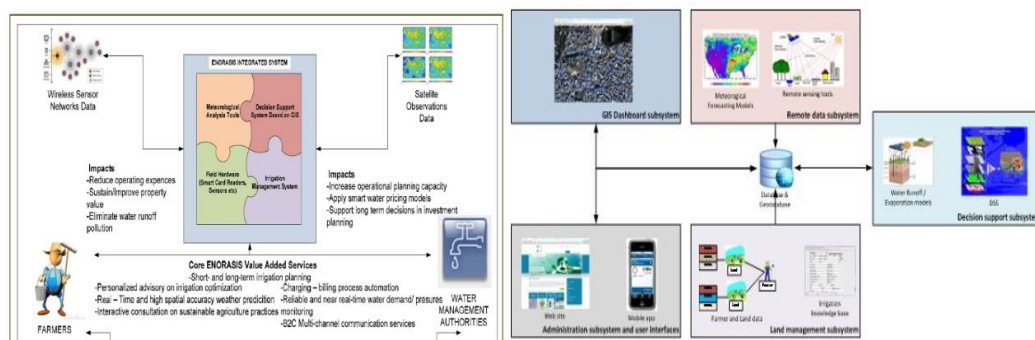 ENORASIS INTEGRATED SYSTEM
Meteorological
Analysis Tools
Decision Support
System Based on GIS
Field Hardware
(Smart Card Readers,
Sensors etc)
Irrigation
Management System
Wireless Sensor
Networks Data
Satelite
Observations
Data
Impacts
-Reduce operating expences
-Sustain/Improve property
value
-Eliminate water runoff
pollution
Impacts
-Increase operational planning capacity
-Apply smart water pricing models
-Support long term decisions in investment
planning
Core ENORASIS Value Added Services
-Short- and long-term irrigation planning
-Personalized advisory on irrigation optimization
-Real – Time and high spatial accuracy weather predicition
-Interactive consultation on sustainable agriculture practices
-Charging – billing process automation
-Reliable and near real-time water demand/ presures
monitoring
-B2C Multi-channel communication services
FARMERS
WATER
MANAGEMENT
AUTHORITIES
GIS Dashboard subsystem
Meteorogical
Forecasting Models
Remote sensing tools
Remote data subsystem
Database &
Geodatabase
Water Runoff /
Evaporation models
DSS
Decision support subsystem
Web site
Mobile app
Administration subsystem and user interfaces
Land
Land
Farmer
Farmer and Land data
Irrigation
knowledge base
Land management subsystem